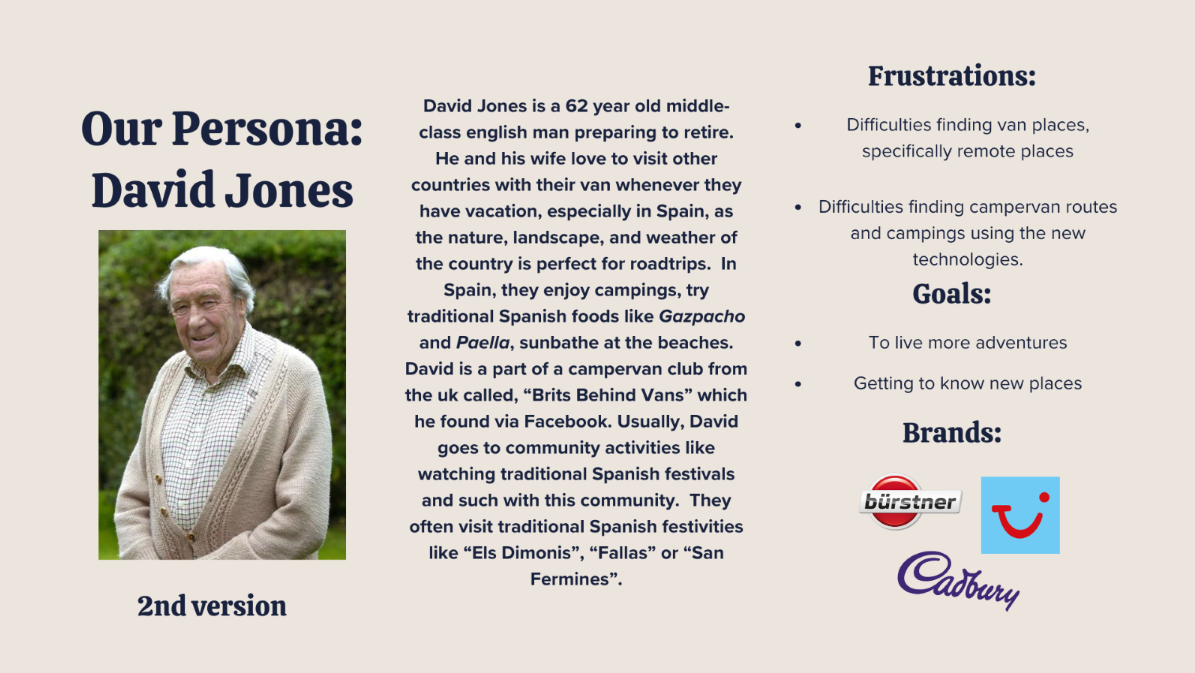 Our Persona:
David Jones
2nd version
David Jones is a 62 year old middle-
class english man preparing to retire.
He and his wife love to visit other
countries with their van whenever they
have vacation, especially in Spain, as
the nature, landscape, and weather of
the country is perfect for roadtrips. In
Spain, they enjoy campings, try
traditional Spanish foods like Gazpacho
and Paella, sunbathe at the beaches.
David is a part of a campervan club from
the uk called, “Brits Behind Vans” which
he found via Facebook. Usually, David
goes to community activities like
watching traditional Spanish festivals
and such with this community. They
often visit traditional Spanish festivities
like “Els Dimonis”, “Fallas” or “San
Fermines”.
Frustrations:
• Difficulties finding van places,
specifically remote places
• Difficulties finding campervan routes
and campings using the new
technologies.
Goals:
• To live more adventures
• Getting to know new places
Brands:
bürstner
Cadbury